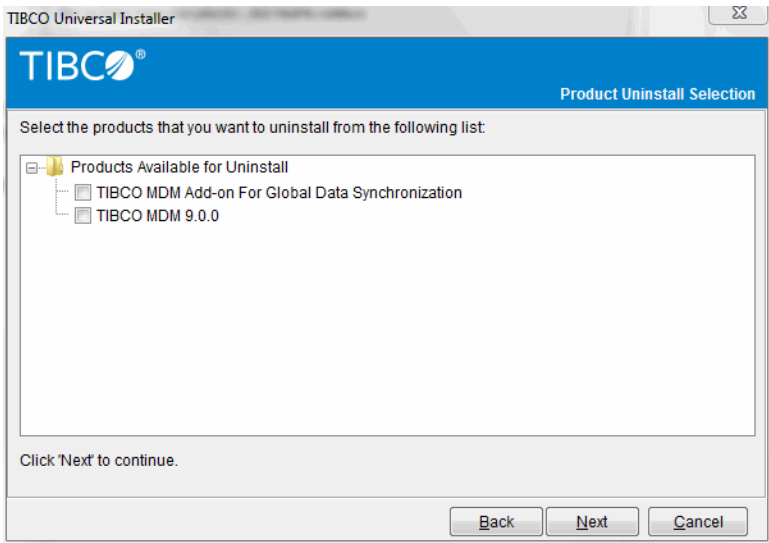 TIBCO Universal Installer
TIBCO®
Product Uninstall Selection
Select the products that you want to uninstall from the following list:
Products Available for Uninstall
TIBCO MDM Add-on For Global Data Synchronization
TIBCO MDM 9.0.0
Click 'Next' to continue.
Back Next Cancel